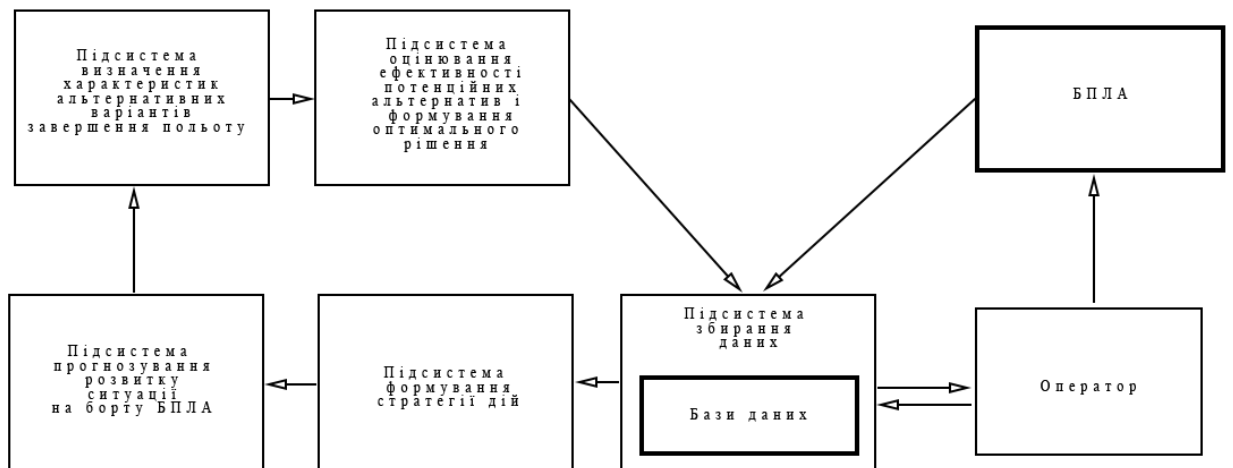 Підсистема
визначення
характеристик
альтернативних
варіантів
завершення польоту
Підсистема
оцінювання
ефективності
потенційних
альтернатив і
формування
оптимального
рішення
БПЛА
Підсистема
прогнозування
розвитку
ситуації
на борту БПЛА
Підсистема
формування
стратегії дій
Підсистема
збирання
даних
Бази даних
Оператор